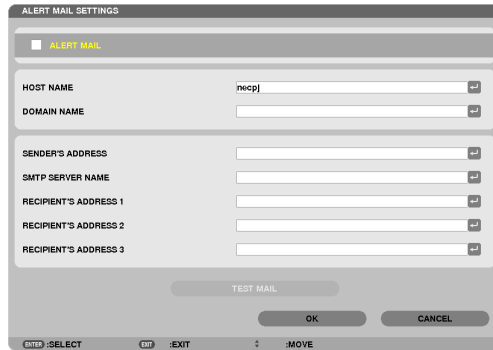 ALERT MAIL SETTINGS
ALERT MAIL
HOST NAME necpj
DOMAIN NAME
SENDER'S ADDRESS
SMTP SERVER NAME
RECIPIENT'S ADDRESS 1
RECIPIENT'S ADDRESS 2
RECIPIENT'S ADDRESS 3
TEST MAIL
OK CANCEL
ENTER :SELECT EXIT :EXIT :MOVE